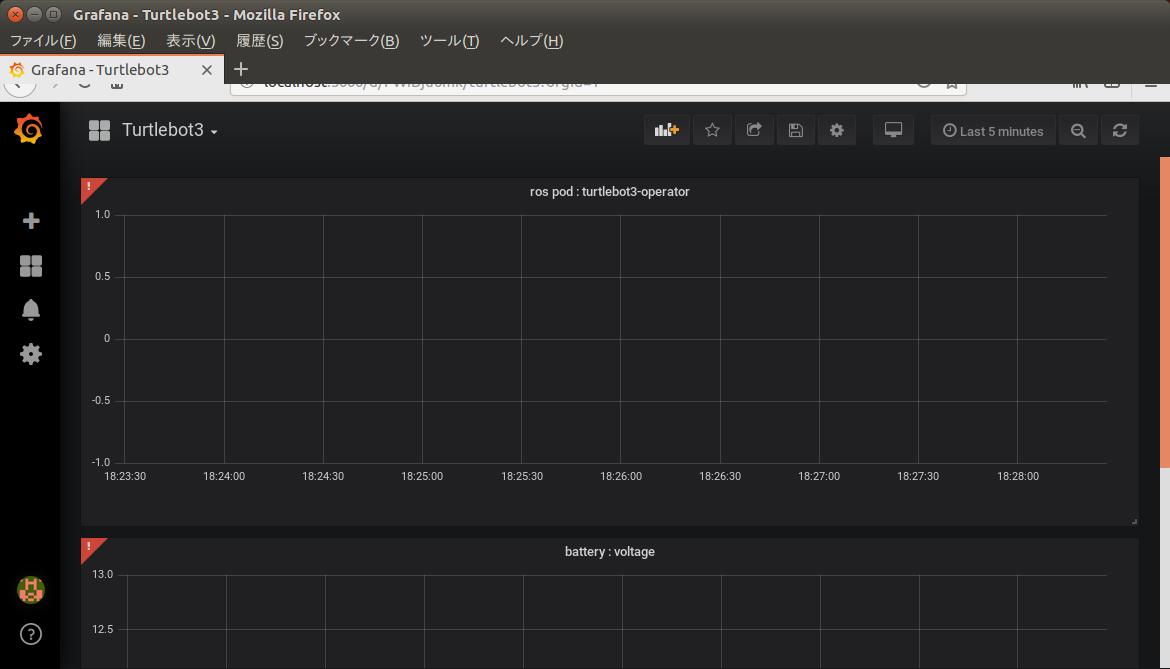 Grafana - Turtlebot3 - Mozilla Firefox
ファイル(F) 編集(E) 表示(V) 履歴(S) ブックマーク(B) ツール(T) ヘルプ(H)
Grafana - Turtlebot3
Turtlebot3
Last 5 minutes
!
ros pod : turtlebot3-operator
1.0
0.5
0
-0.5
-1.0
18:23:30 18:24:00 18:24:30 18:25:00 18:25:30 18:26:00 18:26:30 18:27:00 18:27:30 18:28:00
!
battery : voltage
13.0
12.5
?